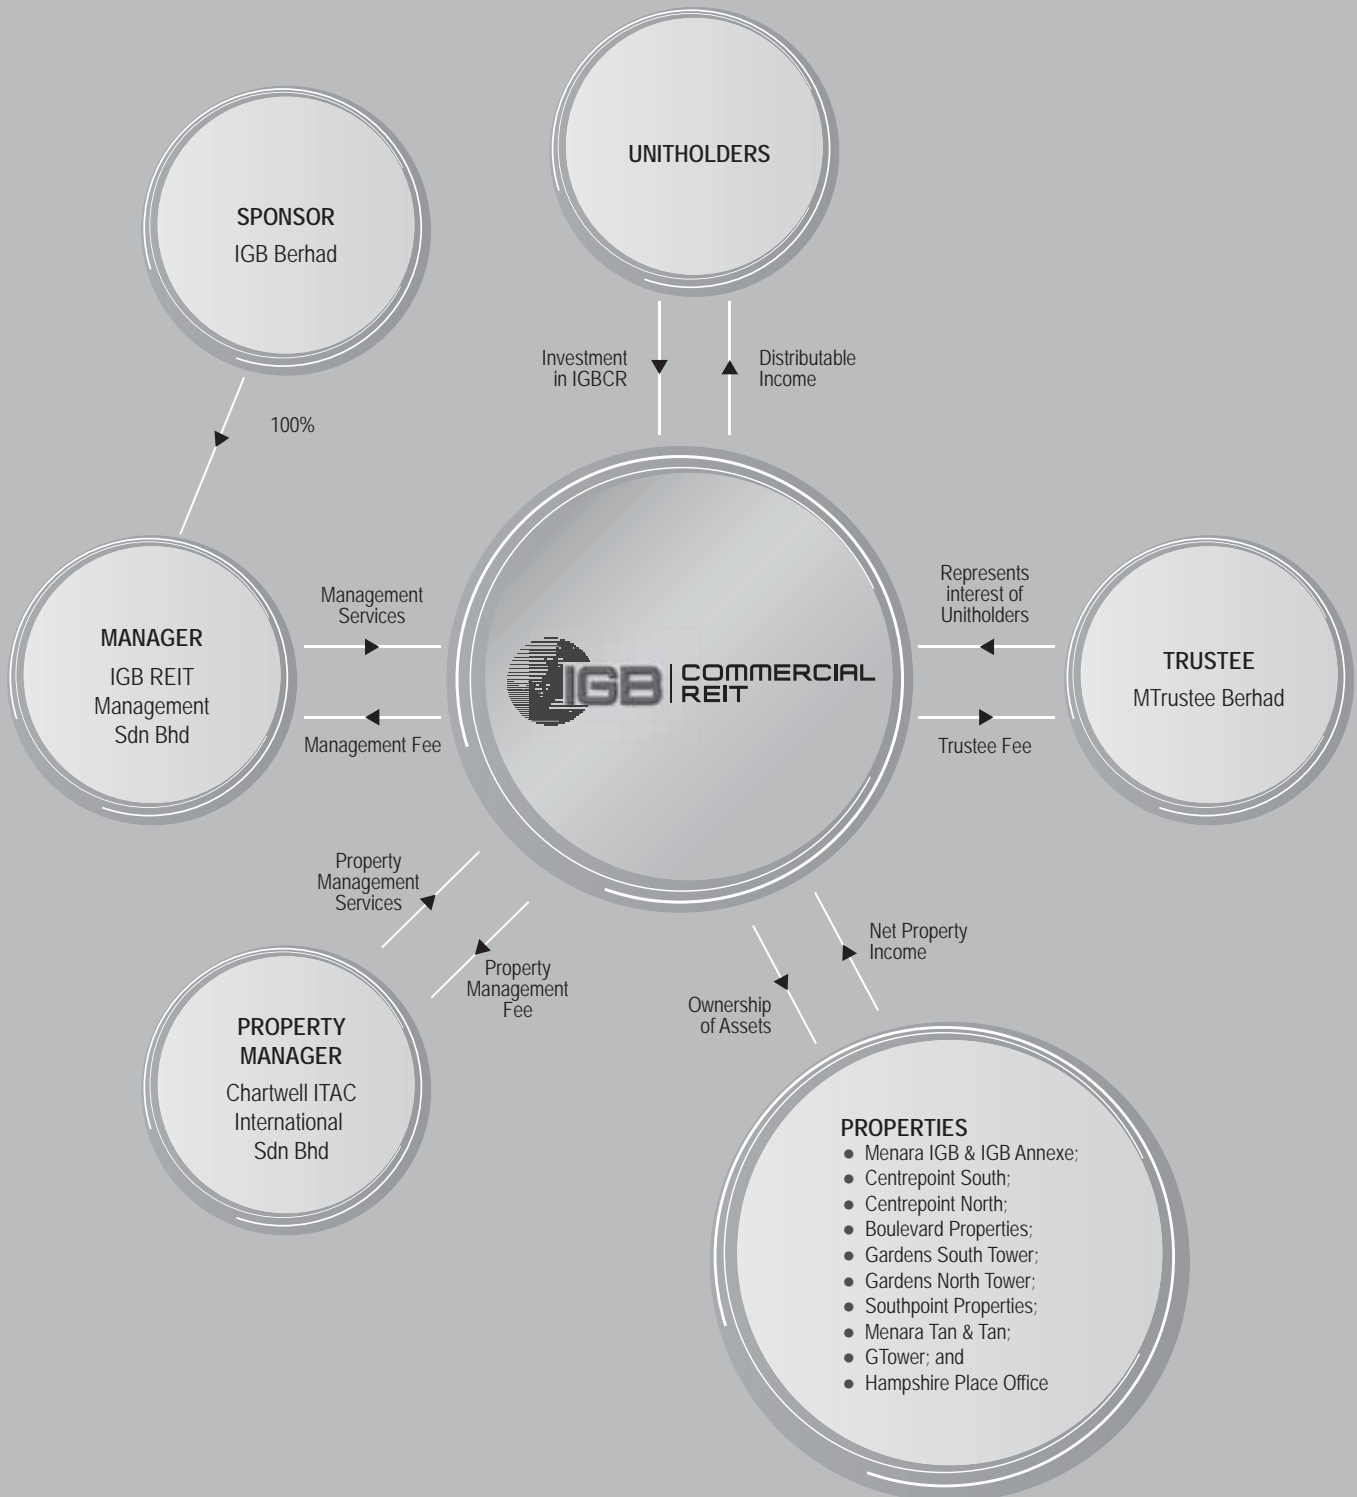 UNITHOLDERS
SPONSOR
IGB Berhad
Investment
in IGBCR
Distributable
Income
100%
Management
Services
Represents
interest of
Unitholders
MANAGER
IGB REIT
Management
Sdn Bhd
IGB COMMERCIAL
REIT
TRUSTEE
MTrustee Berhad
Management Fee
Trustee Fee
Property
Management
Services
Property
Management
Fee
Net Property
Income
Ownership
of Assets
PROPERTY
MANAGER
Chartwell ITAC
International
Sdn Bhd
PROPERTIES
● Menara IGB & IGB Annexe;
● Centrepoint South;
● Centrepoint North;
● Boulevard Properties;
● Gardens South Tower;
● Gardens North Tower;
● Southpoint Properties;
● Menara Tan & Tan;
● GTower; and
● Hampshire Place Office